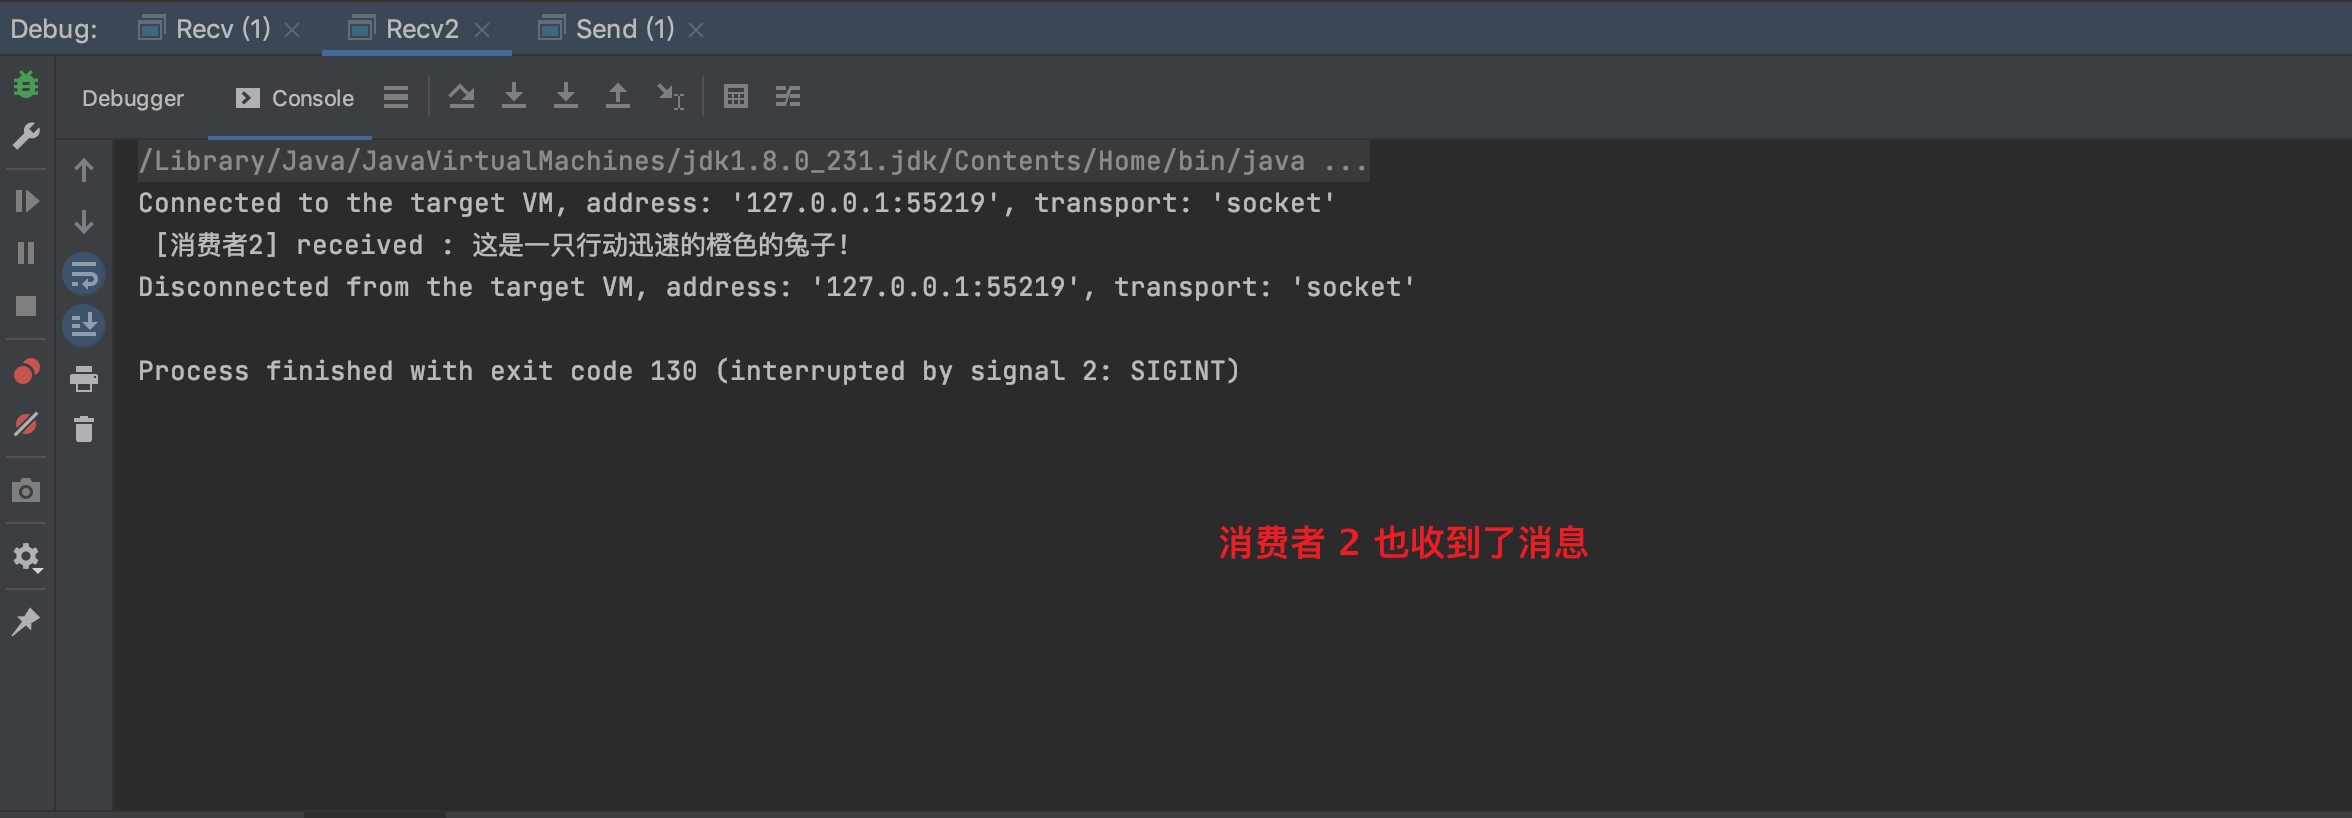 Debug: Recv (1) Recv2 Send (1)
Debugger Console
/Library/Java/JavaVirtualMachines/jdk1.8.0_231.jdk/Contents/Home/bin/java ...
Connected to the target VM, address: '127.0.0.1:55219', transport: 'socket'
[消费者2] received : 这是一只行动迅速的橙色的兔子!
Disconnected from the target VM, address: '127.0.0.1:55219', transport: 'socket'
Process finished with exit code 130 (interrupted by signal 2: SIGINT)
消费者 2 也收到了消息